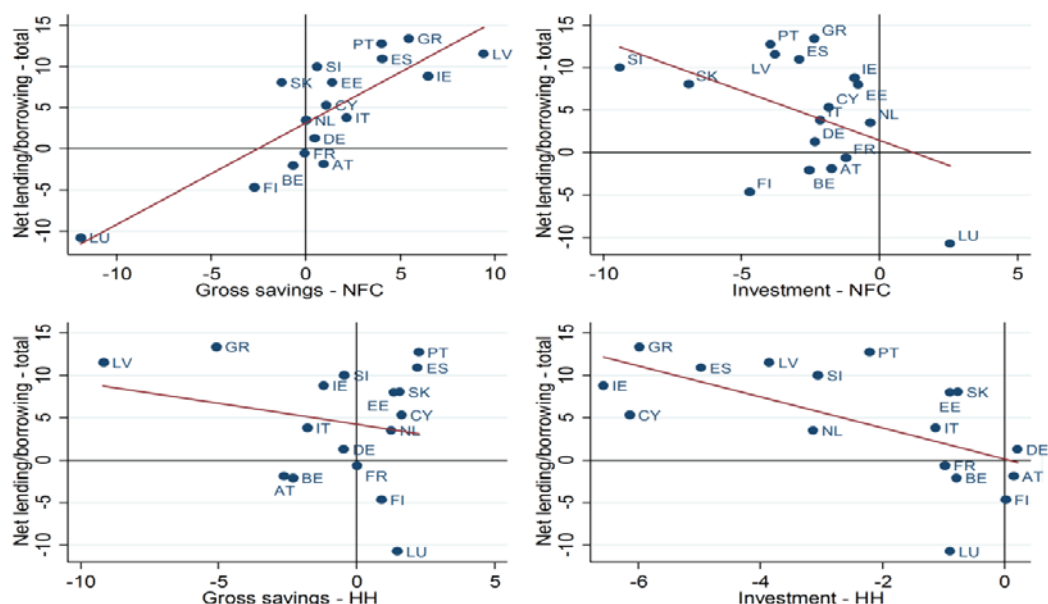 Net lending/borrowing - total
15
10
5
0
-5
-10
PT
GR
ES
LV
SI
IE
SK
EE
CY
NL
IT
DE
FR
AT
BE
FI
LU
-10
-5
0
5
10
Gross savings - NFC
Net lending/borrowing - total
15
10
5
0
-5
-10
PT
GR
SI
LV
ES
SK
IE
EE
CY
IT
NL
DE
FR
FI
BE
AT
LU
-10
-5
0
5
Investment - NFC
Net lending/borrowing - total
15
10
5
0
-5
-10
LV
GR
PT
ES
SI
IE
SK
EE
CY
IT
NL
DE
FR
AT
BE
FI
LU
-10
-5
0
5
Gross savings - HH
Net lending/borrowing - total
15
10
5
0
-5
-10
GR
PT
ES
LV
SI
IE
SK
EE
CY
NL
IT
DE
FR
BE
AT
FI
LU
-6
-4
-2
0
Investment - HH